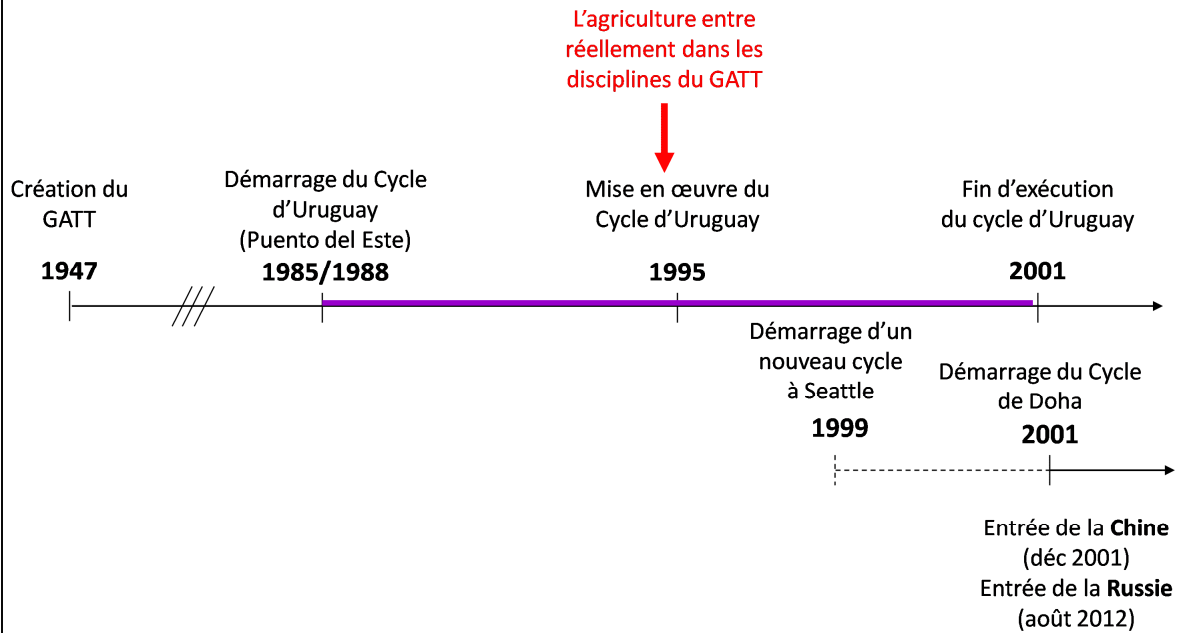 L’agriculture entre
réellement dans les
disciplines du GATT
Création du
GATT
1947
Démarrage du Cycle
d’Uruguay
(Puento del Este)
1985/1988
Mise en œuvre du
Cycle d’Uruguay
1995
Fin d’exécution
du cycle d’Uruguay
2001
Démarrage d’un
nouveau cycle
à Seattle
1999
Démarrage du Cycle
de Doha
2001
Entrée de la Chine
(déc 2001)
Entrée de la Russie
(août 2012)